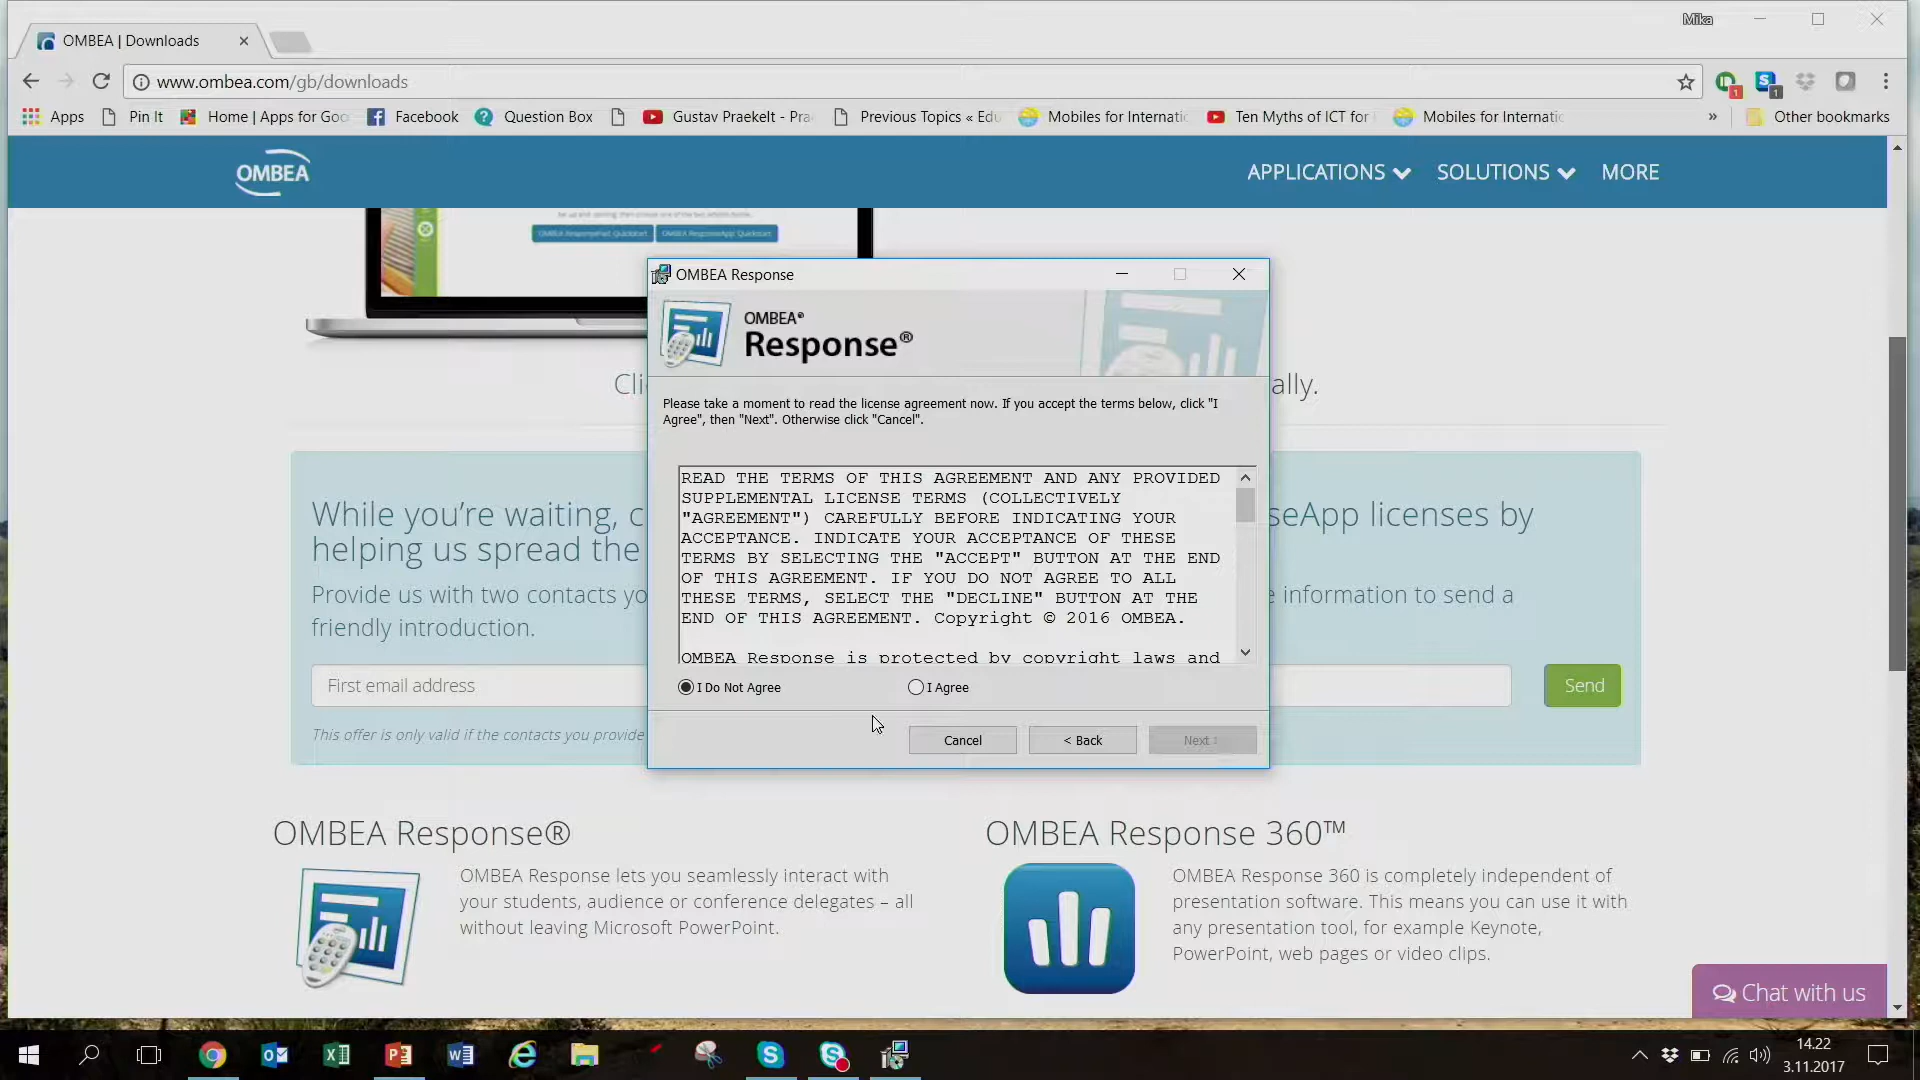 Mika
OMBEA | Downloads
www.ombea.com/gb/downloads
Apps
Pin It
Home | Apps for Goo
Facebook
Question Box
Gustav Praekelt - Pra
Previous Topics « Edu
Mobiles for Internatic
Ten Myths of ICT for
Mobiles for Internatic
»
Other bookmarks
OMBEA
APPLICATIONS
SOLUTIONS
MORE
OMBEA ResponsePad Quickstart
OMBEA ResponseApp Quickstart
Cli
ally.
OMBEA Response
OMBEA®
Response®
Please take a moment to read the license agreement now. If you accept the terms below, click "I
Agree", then "Next". Otherwise click "Cancel".
READ THE TERMS OF THIS AGREEMENT AND ANY PROVIDED
SUPPLEMENTAL LICENSE TERMS (COLLECTIVELY
"AGREEMENT") CAREFULLY BEFORE INDICATING YOUR
ACCEPTANCE. INDICATE YOUR ACCEPTANCE OF THESE
TERMS BY SELECTING THE "ACCEPT" BUTTON AT THE END
OF THIS AGREEMENT. IF YOU DO NOT AGREE TO ALL
THESE TERMS, SELECT THE "DECLINE" BUTTON AT THE
END OF THIS AGREEMENT. Copyright © 2016 OMBEA.
OMBEA Response is protected by copyright laws and
I Do Not Agree
I Agree
Cancel
< Back
Next
While you're waiting, c
seApp licenses by
helping us spread the
Provide us with two contacts yo
e information to send a
friendly introduction.
First email address
Send
This offer is only valid if the contacts you provide
OMBEA Response®
OMBEA Response lets you seamlessly interact with
your students, audience or conference delegates – all
without leaving Microsoft PowerPoint.
OMBEA Response 360™
OMBEA Response 360 is completely independent of
presentation software. This means you can use it with
any presentation tool, for example Keynote,
PowerPoint, web pages or video clips.
Chat with us
14.22
3.11.2017